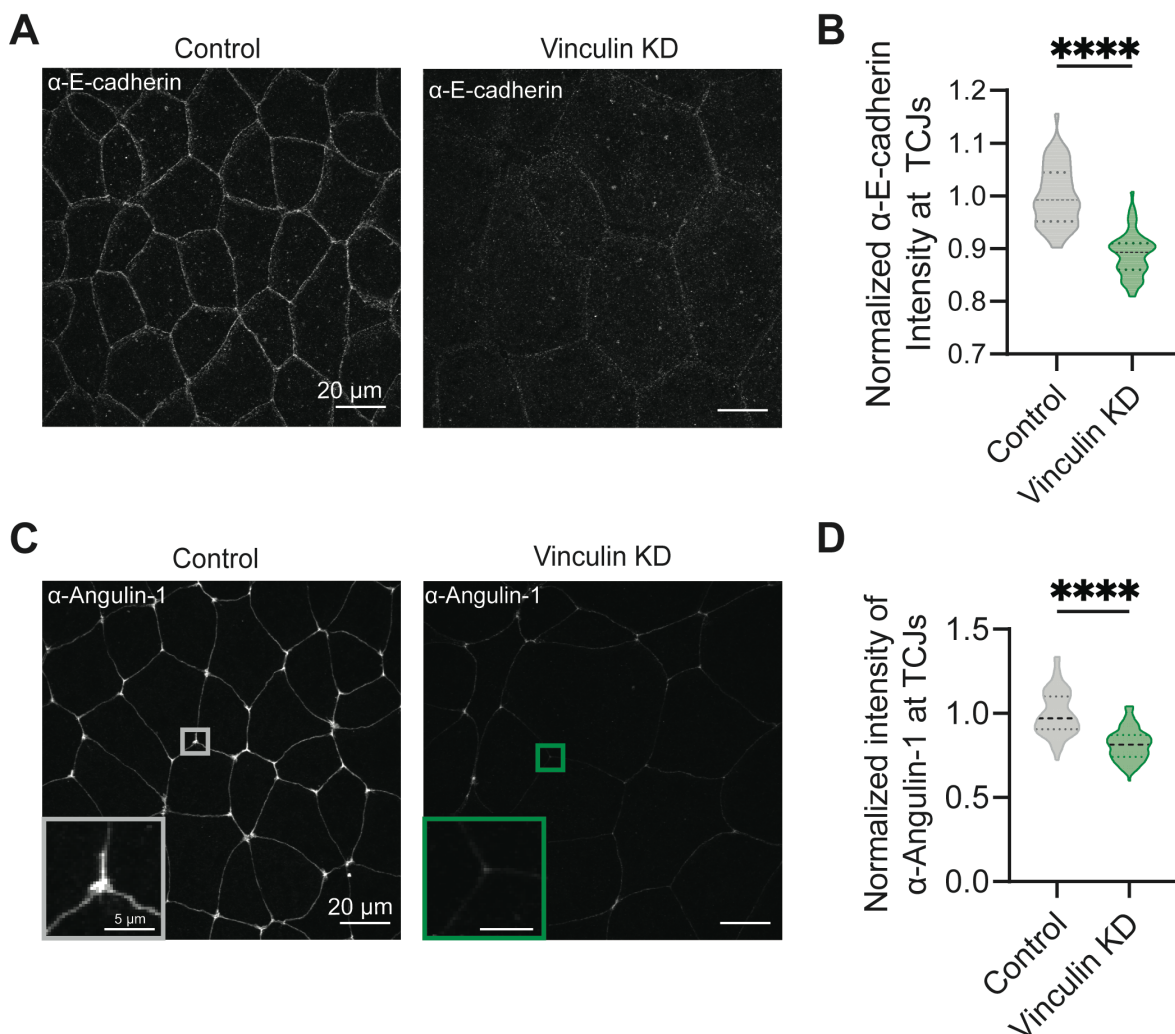 A
Control
Vinculin KD
α-E-cadherin
α-E-cadherin
20 µm
B
****
Normalized α-E-cadherin
Intensity at TCJs
1.2
1.1
1.0
0.9
0.8
0.7
Control
Vinculin KD
C
Control
Vinculin KD
α-Angulin-1
α-Angulin-1
5 µm
20 µm
D
****
Normalized intensity of
α-Angulin-1 at TCJs
1.5
1.0
0.5
0.0
Control
Vinculin KD